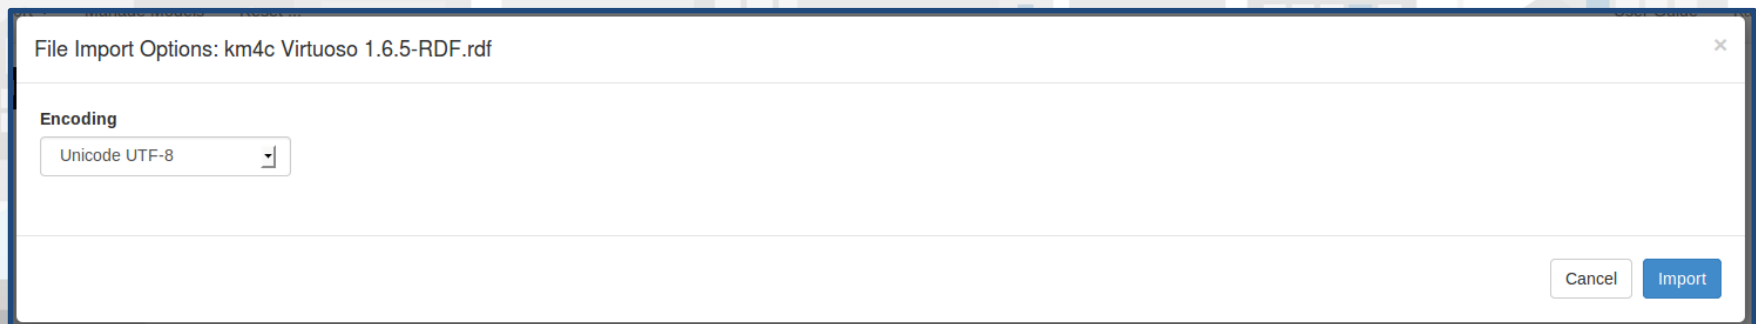 File Import Options: km4c Virtuoso 1.6.5-RDF.rdf
×
Encoding
Unicode UTF-8
Cancel
Import